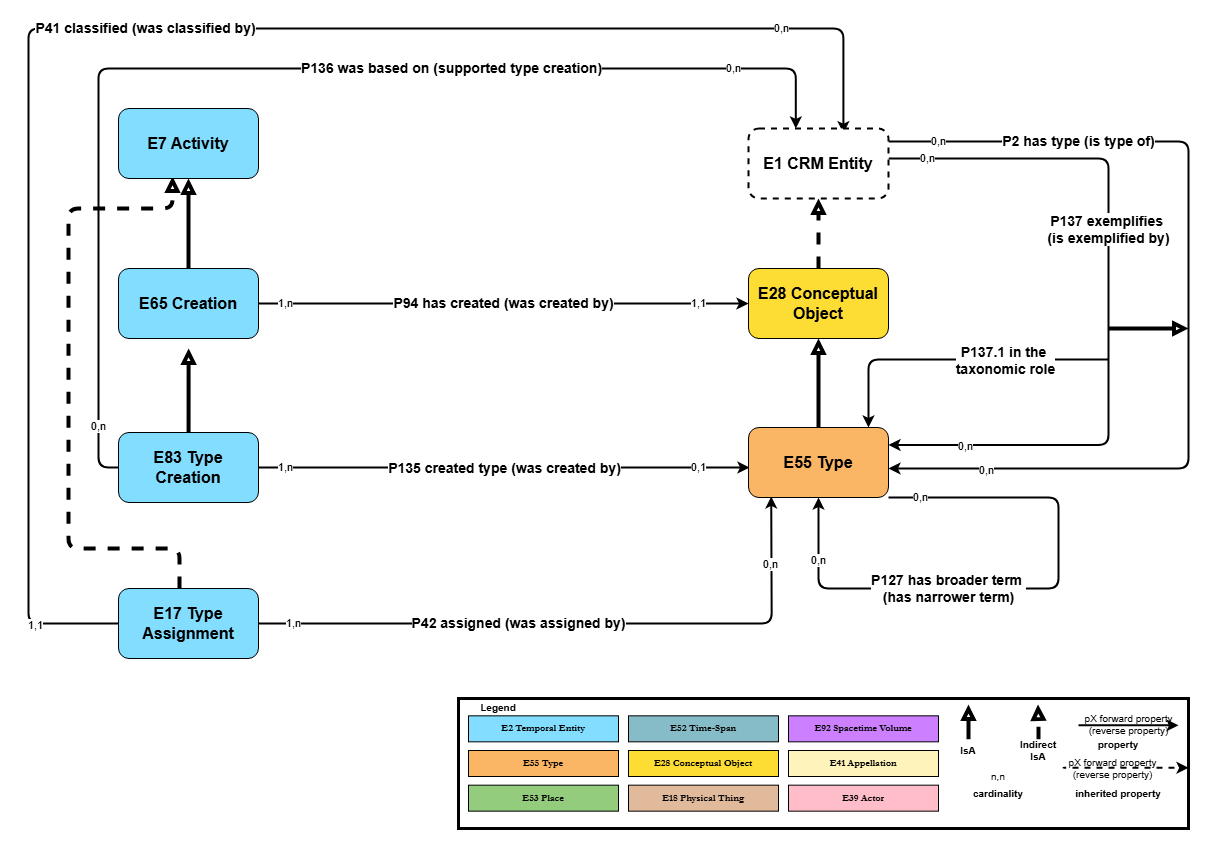 P41 classified (was classified by)
0,n
P136 was based on (supported type creation)
0,n
E7 Activity
E1 CRM Entity
0,n
P2 has type (is type of)
0,n
P137 exemplifies
(is exemplified by)
E65 Creation
1,n
P94 has created (was created by)
1,1
E28 Conceptual
Object
P137.1 in the
taxonomic role
0,n
E83 Type
Creation
1,n
P135 created type (was created by)
0,1
E55 Type
0,n
0,n
0,n
0,n
0,n
P127 has broader term
(has narrower term)
1,1
E17 Type
Assignment
1,n
P42 assigned (was assigned by)
Legend
E2 Temporal Entity
E52 Time-Span
E92 Spacetime Volume
E55 Type
E28 Conceptual Object
E41 Appellation
E53 Place
E18 Physical Thing
E39 Actor
IsA
Indirect
IsA
pX forward property
(reverse property)
property
n,n
cardinality
pX forward property
(reverse property)
inherited property